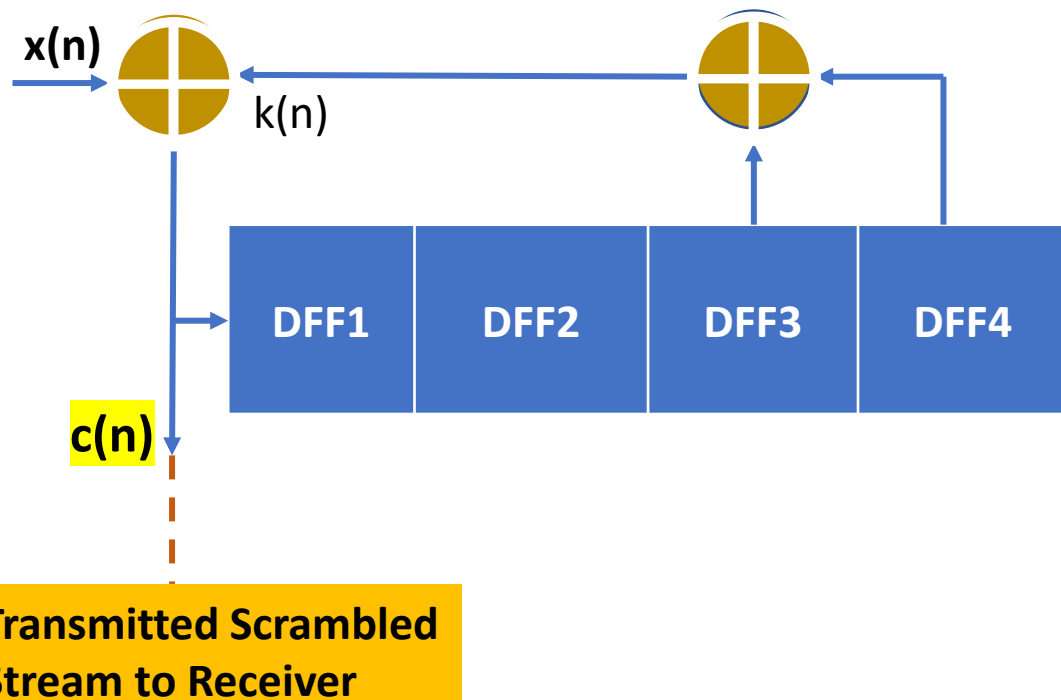 x(n)
k(n)
DFF1 DFF2 DFF3 DFF4
c(n)
Transmitted Scrambled
Stream to Receiver